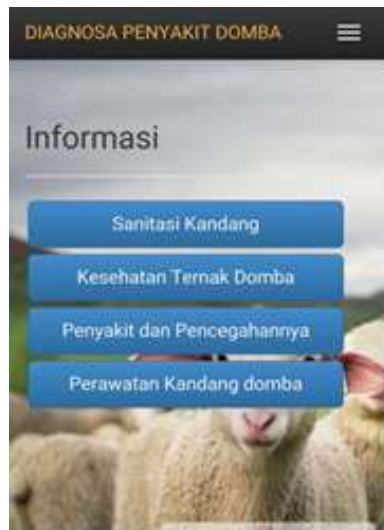 DIAGNOSA PENYAKIT DOMBA
Informasi
Sanitasi Kandang
Kesehatan Ternak Domba
Penyakit dan Pencegahannya
Perawatan Kandang domba